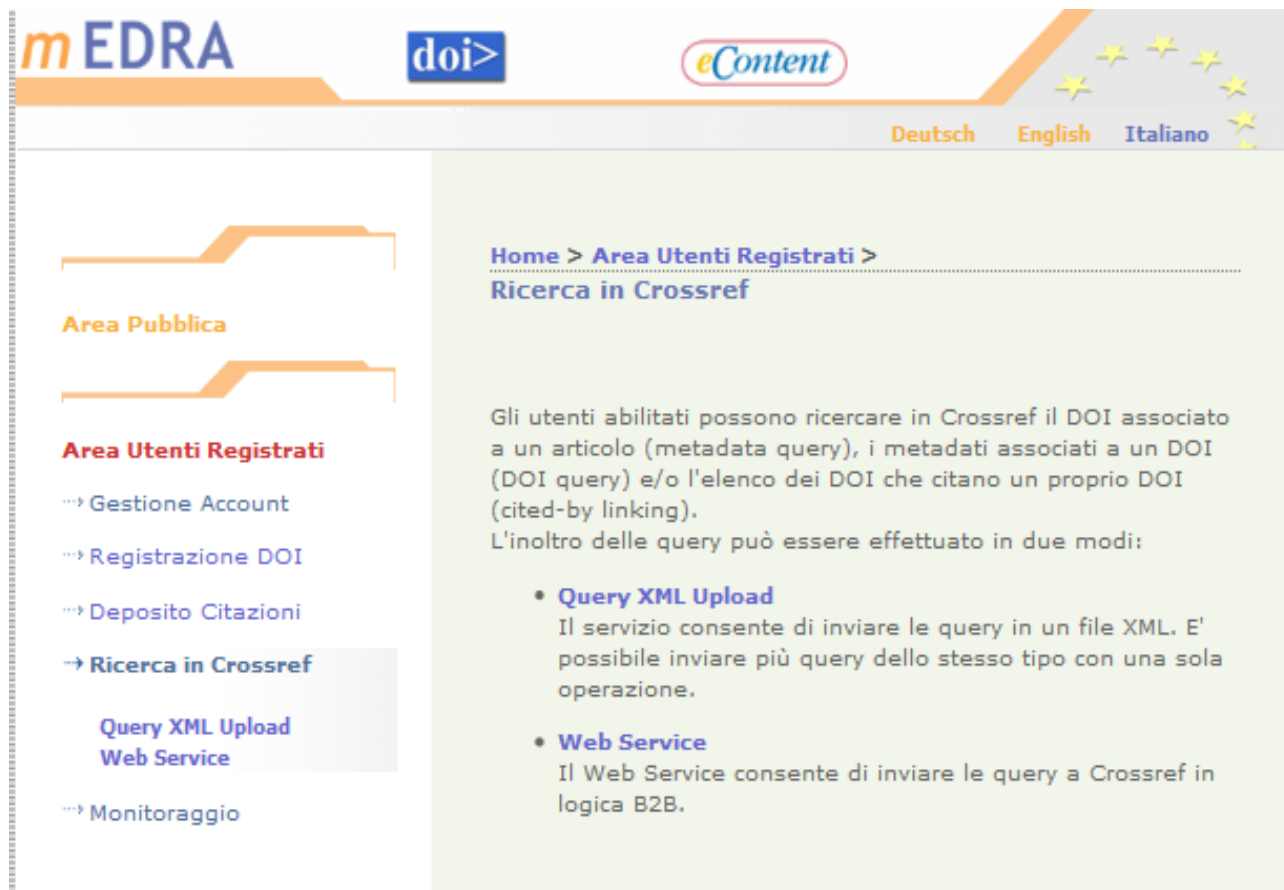 mEDRA
doi>
eContent
Deutsch English Italiano
Area Pubblica
Area Utenti Registrati
Gestione Account
Registrazione DOI
Deposito Citazioni
Ricerca in Crossref
Query XML Upload
Web Service
Monitoraggio
Home > Area Utenti Registrati >
Ricerca in Crossref
Gli utenti abilitati possono ricercare in Crossref il DOI associato
a un articolo (metadata query), i metadati associati a un DOI
(DOI query) e/o l'elenco dei DOI che citano un proprio DOI
(cited-by linking).
L'inoltro delle query può essere effettuato in due modi:
• Query XML Upload
Il servizio consente di inviare le query in un file XML. E'
possibile inviare più query dello stesso tipo con una sola
operazione.
• Web Service
Il Web Service consente di inviare le query a Crossref in
logica B2B.